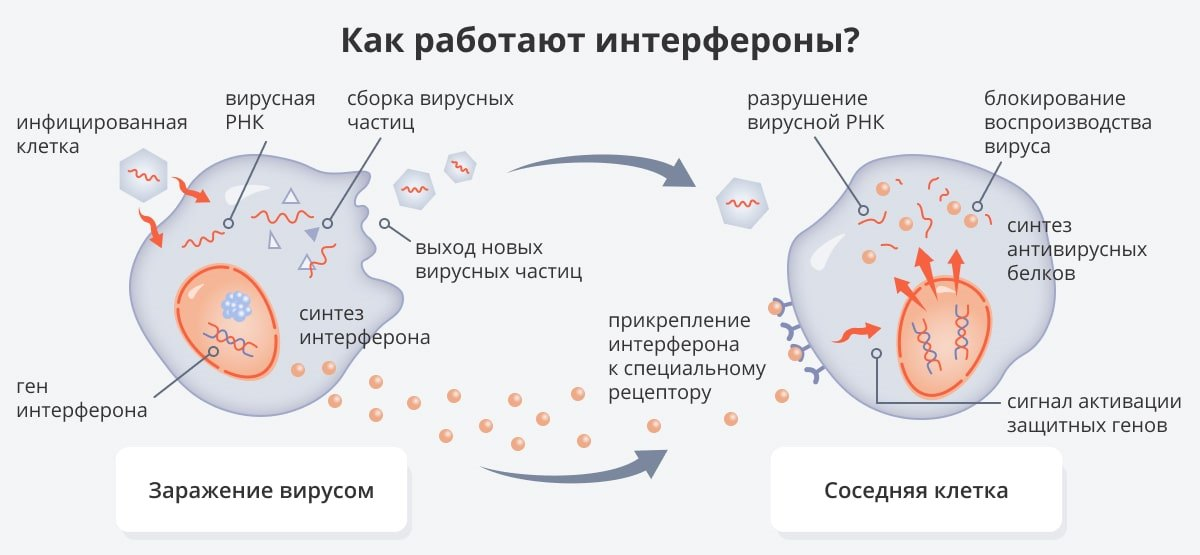 Как работают интерфероны?
инфицированная
клетка
вирусная
РНК
сборка вирусных
частиц
выход новых
вирусных частиц
синтез
интерферона
ген
интерферона
Заражение вирусом
разрушение
вирусной РНК
блокирование
воспроизводства
вируса
синтез
антивирусных
белков
прикрепление
интерферона
к специальному
рецептору
сигнал активации
защитных генов
Соседняя клетка